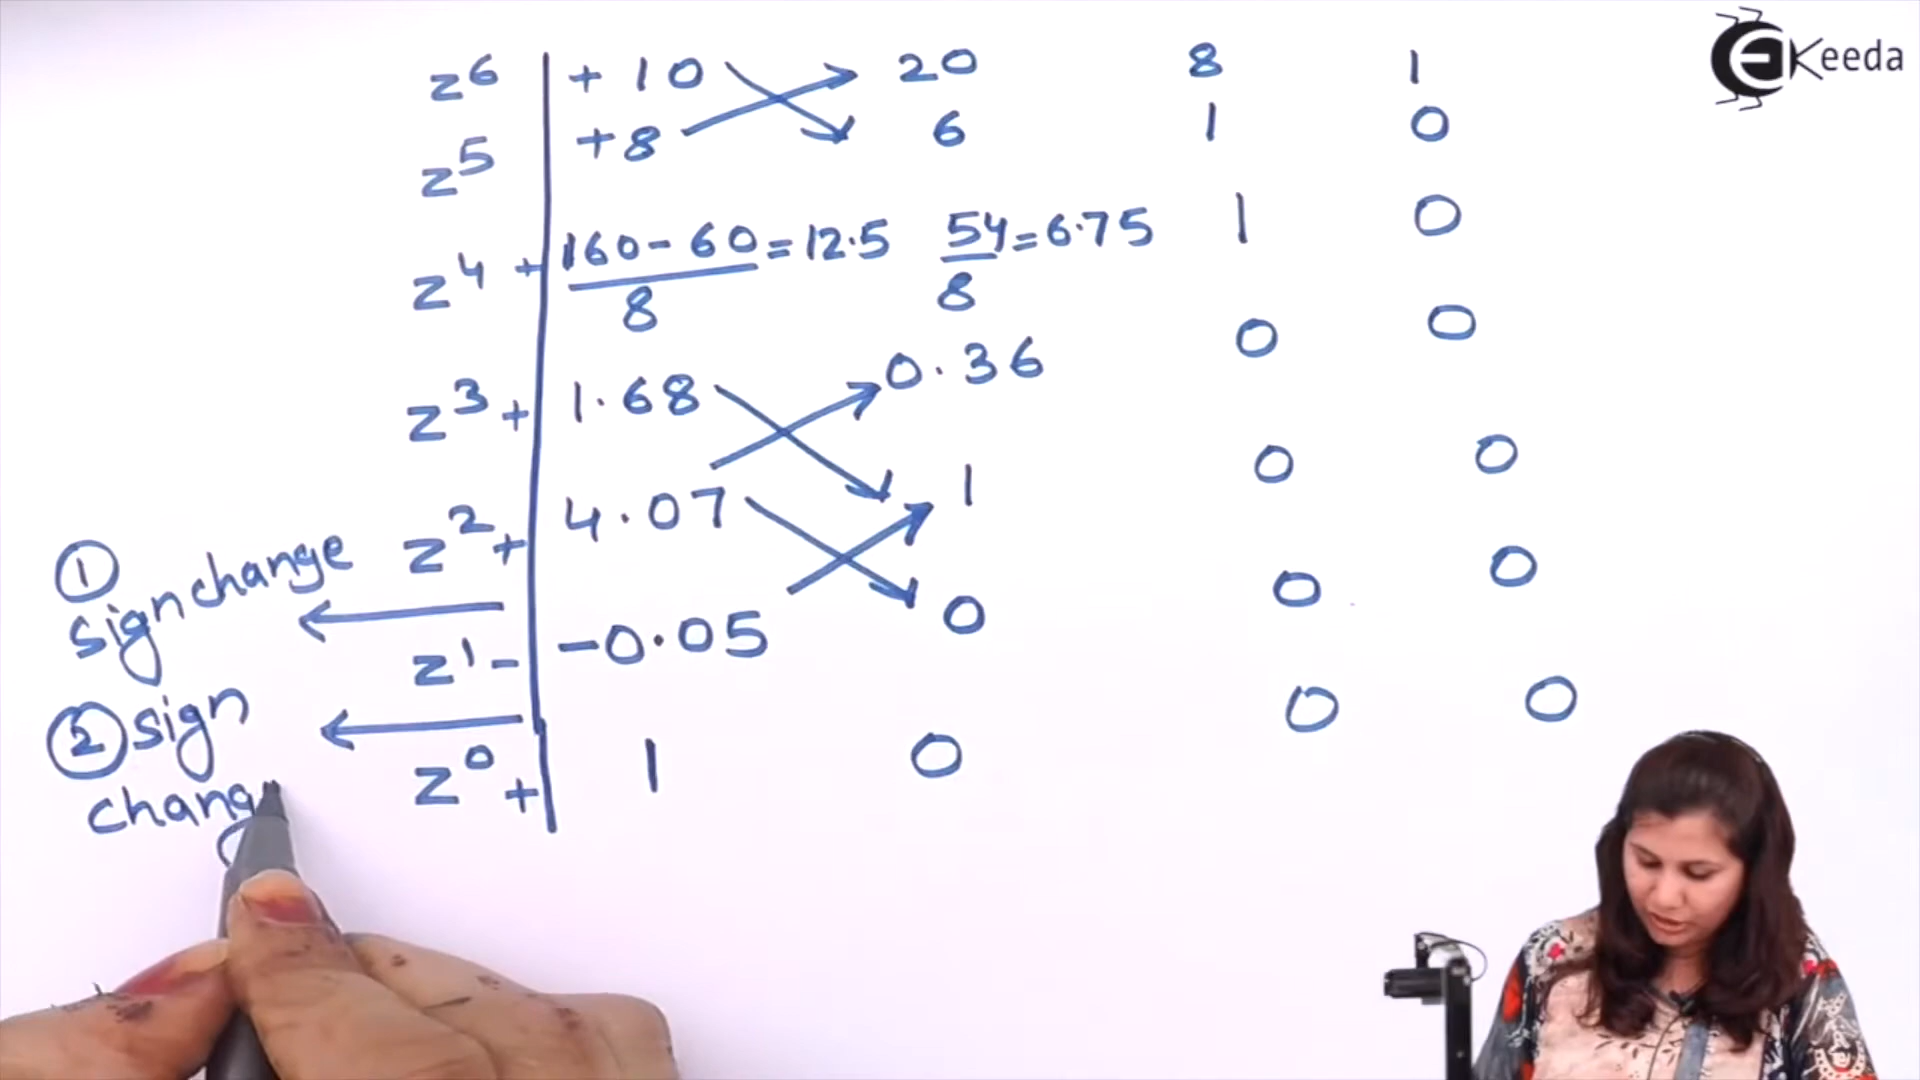 EKeeda
z⁶ + 10 20 8 1
z⁵ +8 6 1 0
z⁴ + 160-60/8 = 12.5 54/8 = 6.75 1 0
z³ + 1.68 0.36 0 0
z² + 4.07 1 0 0
① sign change
z¹ - -0.05 0 0 0
② sign
change
z⁰ + 1 0 0 0